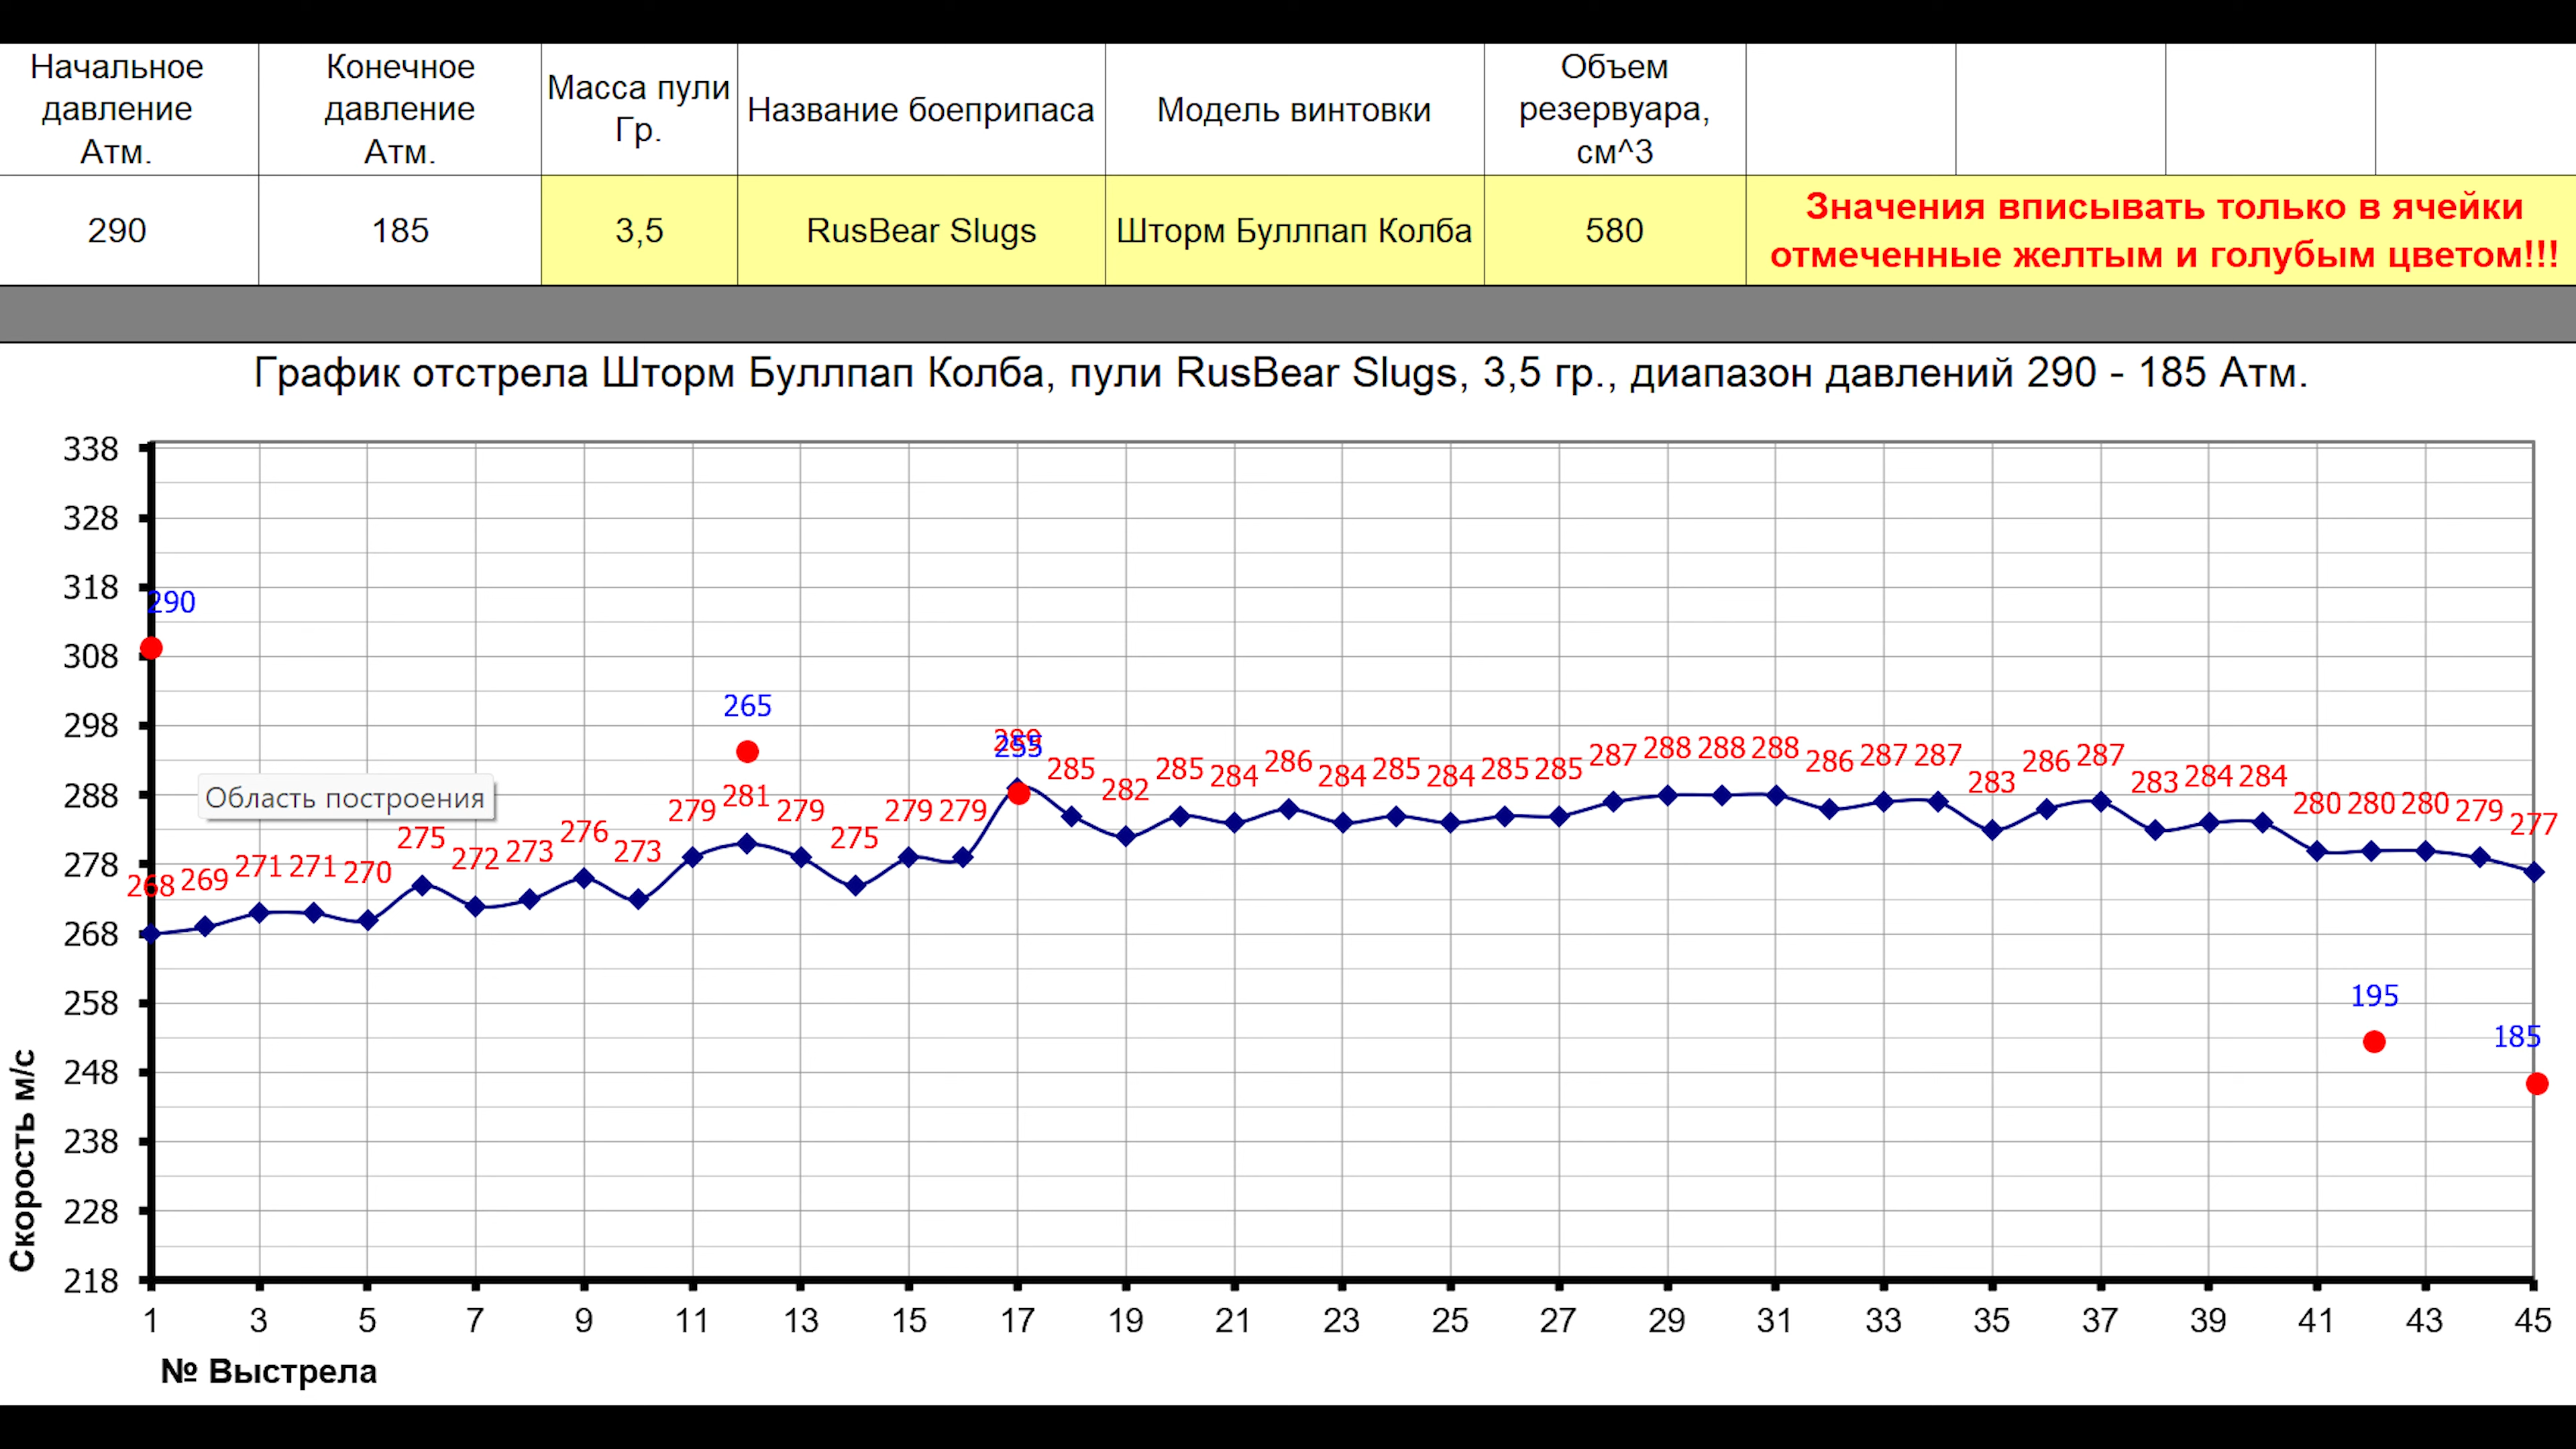 Начальное
давление
Атм.
Конечное
давление
Атм.
Масса пули
Гр.
Название боеприпаса
Модель винтовки
Объем
резервуара,
см^3
290
185
3,5
RusBear Slugs
Шторм Буллпап Колба
580
Значения вписывать только в ячейки
отмеченные желтым и голубым цветом!!!
График отстрела Шторм Буллпап Колба, пули RusBear Slugs, 3,5 гр., диапазон давлений 290 - 185 Атм.
338
328
318
308
298
288
278
268
258
248
238
228
218
Скорость м/с
290
265
255
195
185
Область построения
268 269 271 271 270 275 272 273 276 273 279 281 279 275 279 279 289 285 282 285 284 286 284 285 284 285 285 287 288 288 288 286 287 287 283 286 287 283 284 284 280 280 280 279 277
1 3 5 7 9 11 13 15 17 19 21 23 25 27 29 31 33 35 37 39 41 43 45
№ Выстрела